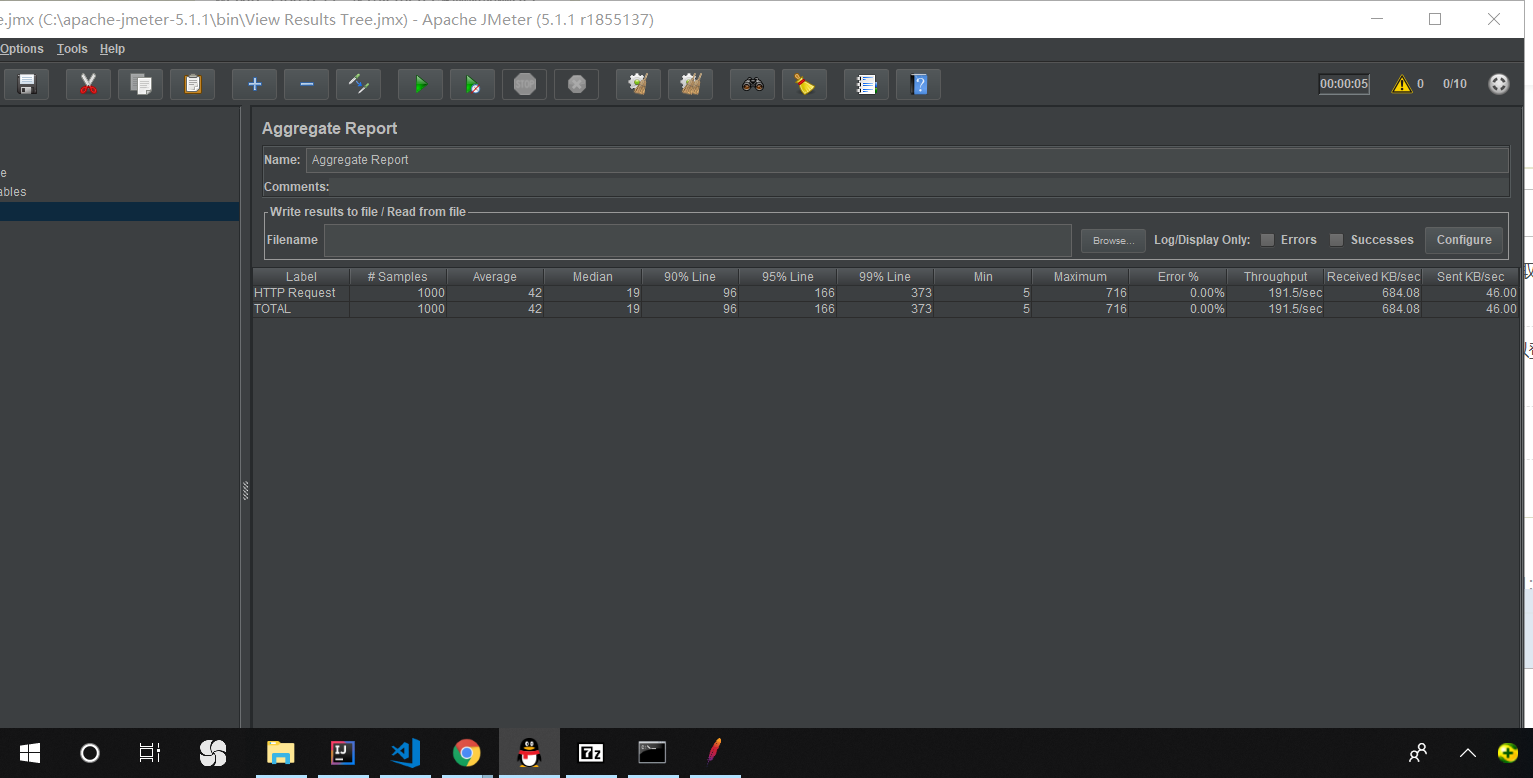 e.jmx (C:\apache-jmeter-5.1.1\bin\View Results Tree.jmx) - Apache JMeter (5.1.1 r1855137)
Options Tools Help
STOP
00:00:05 0 0/10
Aggregate Report
e
Name: Aggregate Report
ables
Comments:
Write results to file / Read from file
Filename Browse... Log/Display Only: Errors Successes Configure
Label # Samples Average Median 90% Line 95% Line 99% Line Min Maximum Error % Throughput Received KB/sec Sent KB/sec
HTTP Request 1000 42 19 96 166 373 5 716 0.00% 191.5/sec 684.08 46.00
TOTAL 1000 42 19 96 166 373 5 716 0.00% 191.5/sec 684.08 46.00
IJ
7z